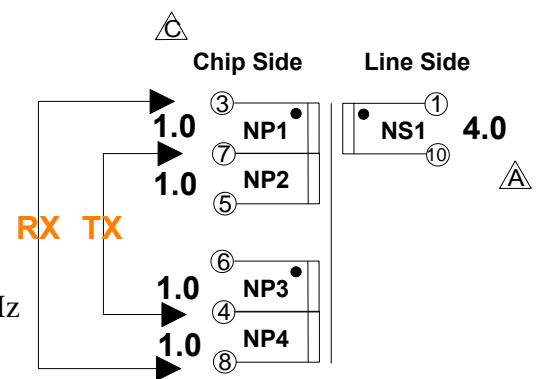 C
Chip Side Line Side
3 1
1.0 NP1 NS1 4.0
7 10
1.0 NP2 A
5
RX TX
6
1.0 NP3
Hz
4
1.0 NP4
8